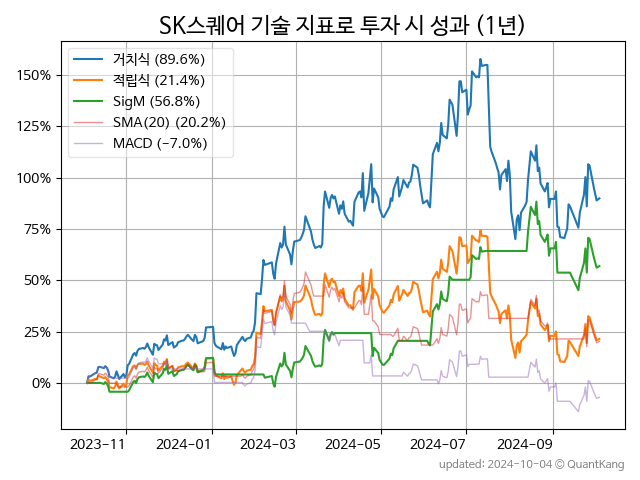 SK스퀘어 기술 지표로 투자 시 성과 (1년)
거치식 (89.6%)
적립식 (21.4%)
SigM (56.8%)
SMA(20) (20.2%)
MACD (−7.0%)
150%
125%
100%
75%
50%
25%
0%
2023-11 2024-01 2024-03 2024-05 2024-07 2024-09
updated: 2024-10-04 © QuantKang